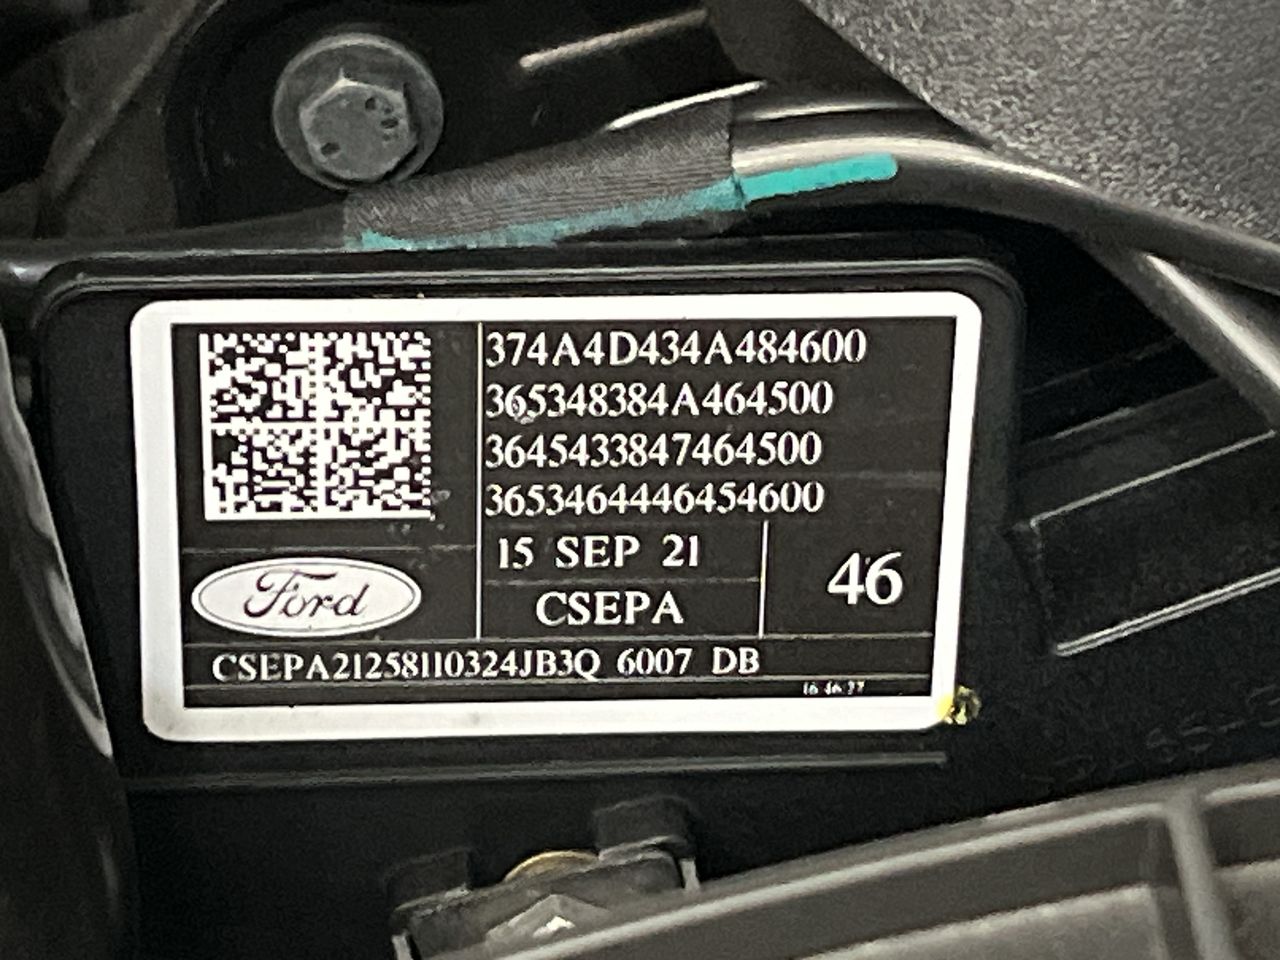 374A4D434A484600
365348384A464500
3645433847464500
3653464446454600
15 SEP 21
46
CSEPA
Ford
CSEPA21258110324JB3Q 6007 DB